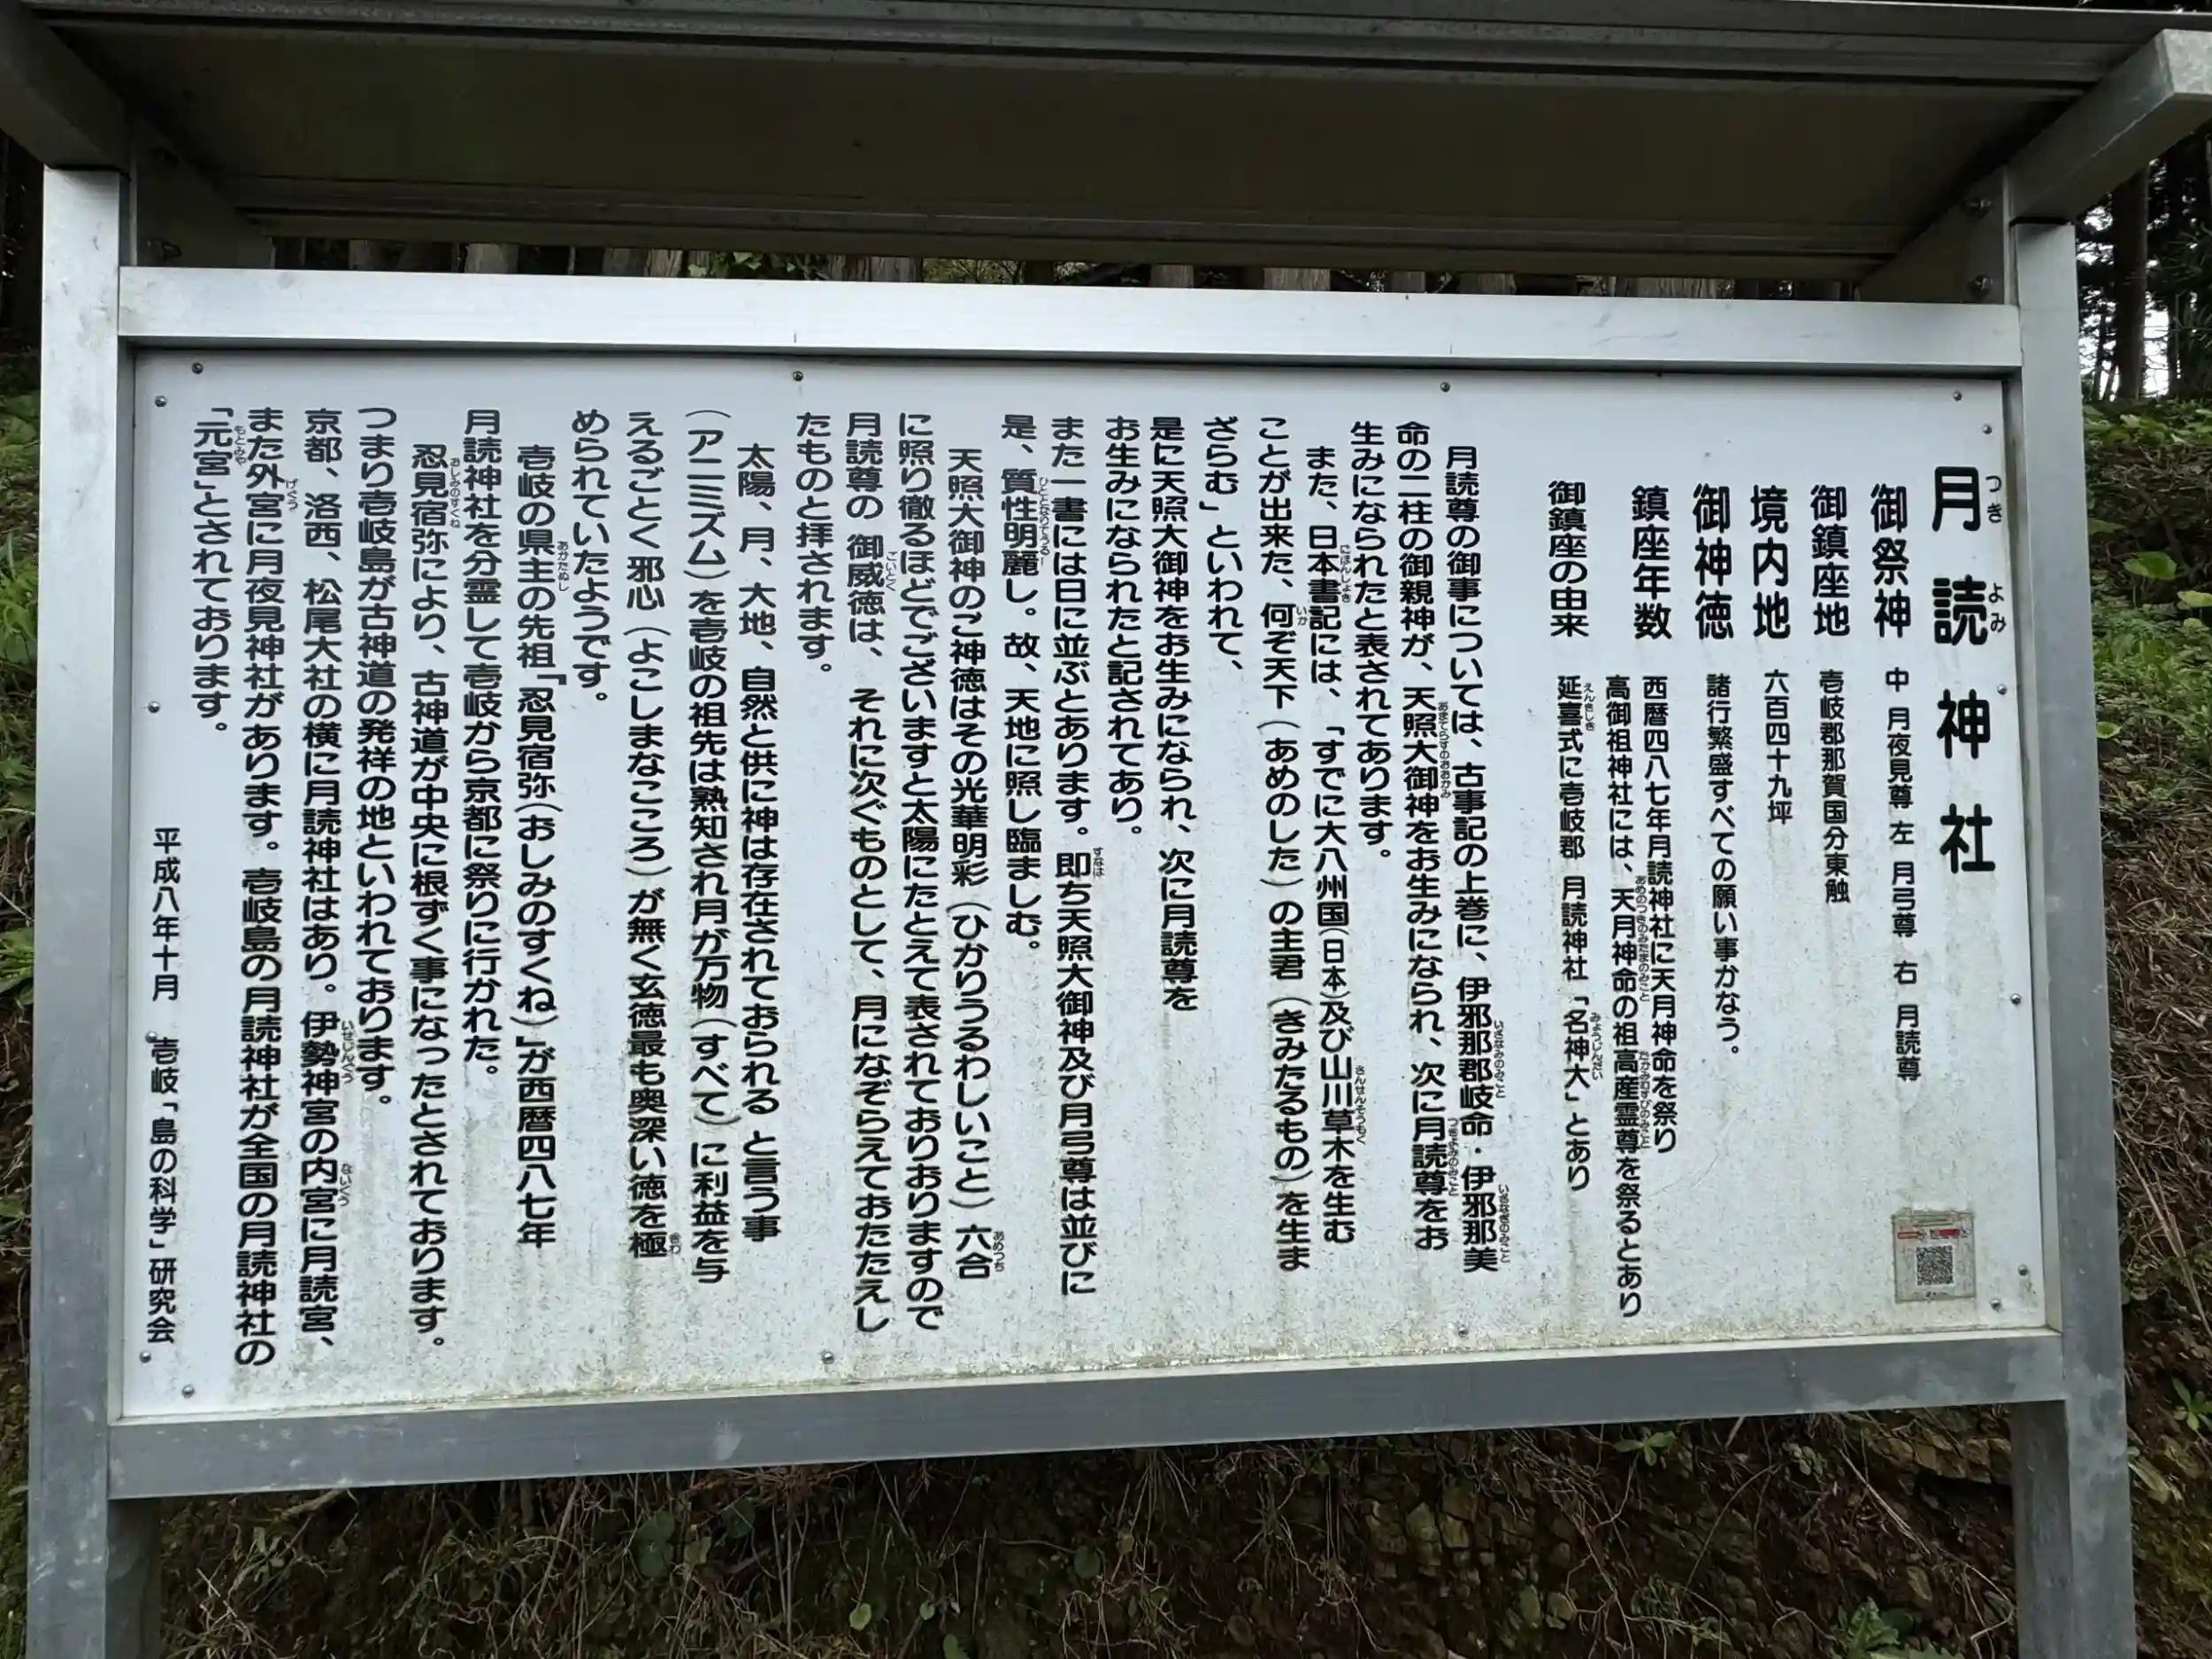 月読神社
御祭神 中 月夜見尊 左 月弓尊 右 月読尊
御鎮座地 壱岐郡那賀国分東触
境内地 六百四十九坪
御神徳 諸行繁盛すべての願い事かなう。
鎮座年数 西暦四八七年月読神社に天月神命を祭り
高御祖神社には、天月神命の祖高産霊尊を祭るとあり
御鎮座の由来 延喜式に壱岐郡 月読神社「名神大」とあり
月読尊の御事については、古事記の上巻に、伊邪那郡岐命・伊邪那美
命の二柱の御親神が、天照大御神をお生みになられ、次に月読尊をお
生みになられたと表されてあります。
また、日本書記には、「すでに大八州国(日本)及び山川草木を生む
ことが出来た、何ぞ天下(あめのした)の主君(きみたるもの)を生ま
ざらむ」といわれて、
是に天照大御神をお生みになられ、次に月読尊を
お生みになられたと記されてあり。
また一書には日に並ぶとあります。即ち天照大御神及び月弓尊は並びに
是、質性明麗し。故、天地に照し臨ましむ。
天照大御神のご神徳はその光華明彩(ひかりうるわしいこと)六合
に照り徹るほどでございますと太陽にたとえて表されておりおりますので
月読尊の御威徳は、それに次ぐものとして、月になぞらえておたたえし
たものと拝されます。
太陽、月、大地、自然と供に神は存在されておられる と言う事
(アニミズム)を壱岐の祖先は熟知され月が万物(すべて)に利益を与
えるごとく邪心(よこしまなこころ)が無く玄徳最も奥深い徳を極
められていたようです。
壱岐の県主の先祖「忍見宿弥(おしみのすくね)」が西暦四八七年
月読神社を分霊して壱岐から京都に祭りに行かれた。
忍見宿弥により、古神道が中央に根ずく事になったとされております。
つまり壱岐島が古神道の発祥の地といわれております。
京都、洛西、松尾大社の横に月読神社はあり。伊勢神宮の内宮に月読宮、
また外宮に月夜見神社があります。壱岐島の月読神社が全国の月読神社の
「元宮」とされております。
平成八年十月 壱岐「島の科学」研究会